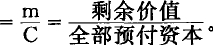 = m/C = 剩余价值/全部预付资本。